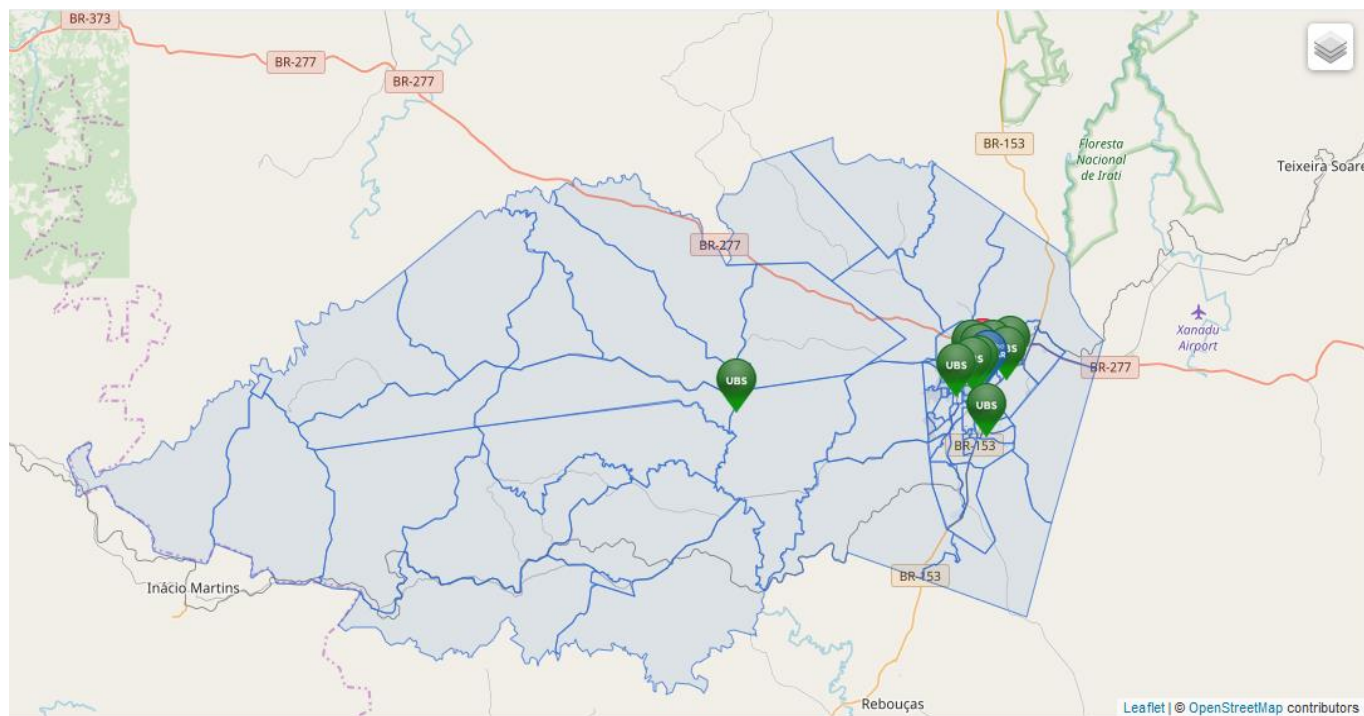 BR-373
BR-277
BR-277
BR-153
Floresta
Nacional
de Irati
Teixeira Soare
BR-277
Xanadu
Airport
UBS
UBS
UBS
BR-277
UBS
BR-153
Inácio Martins
BR-153
Rebouças
Leaflet | © OpenStreetMap contributors